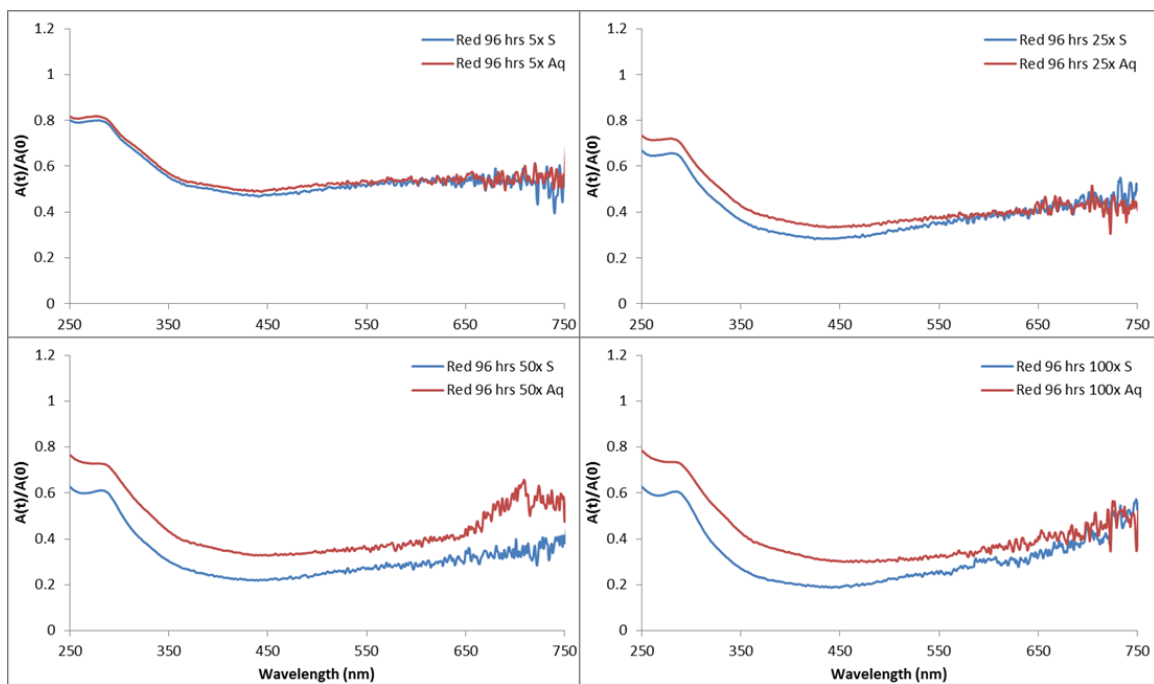 1.2
1
0.8
0.6
0.4
0.2
0
A(t)/A(0)
250 350 450 550 650 750
Red 96 hrs 5x S
Red 96 hrs 5x Aq
1.2
1
0.8
0.6
0.4
0.2
0
A(t)/A(0)
250 350 450 550 650 750
Red 96 hrs 25x S
Red 96 hrs 25x Aq
1.2
1
0.8
0.6
0.4
0.2
0
A(t)/A(0)
250 350 450 550 650 750
Wavelength (nm)
Red 96 hrs 50x S
Red 96 hrs 50x Aq
1.2
1
0.8
0.6
0.4
0.2
0
A(t)/A(0)
250 350 450 550 650 750
Wavelength (nm)
Red 96 hrs 100x S
Red 96 hrs 100x Aq